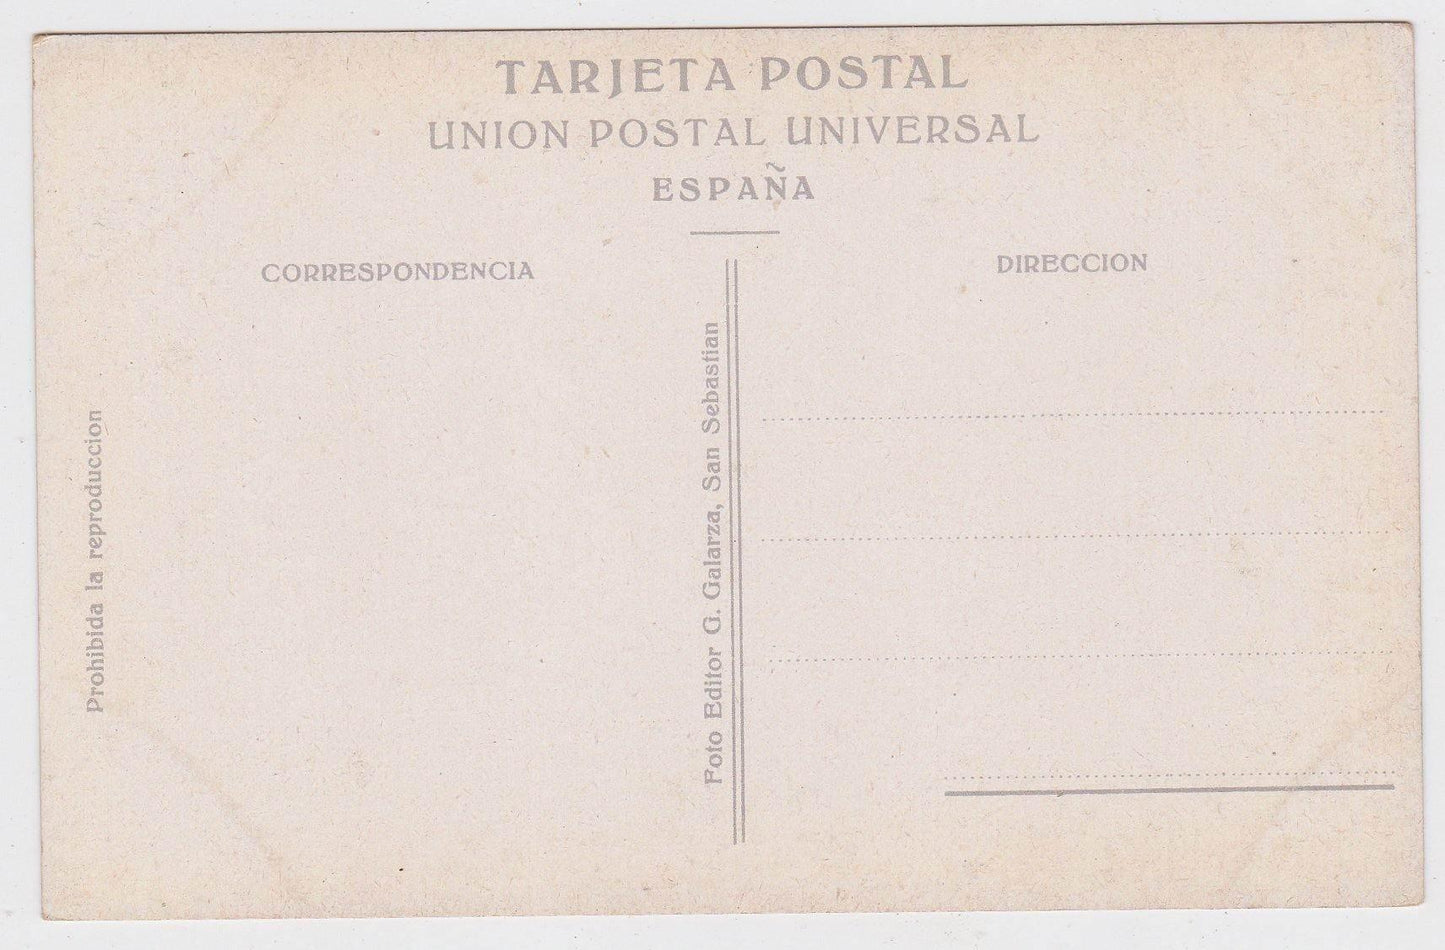 TARJETA POSTAL
UNION POSTAL UNIVERSAL
ESPAÑA
CORRESPONDENCIA
DIRECCION
Prohibida la reproduccion
Foto Editor G. Galarza, San Sebastian